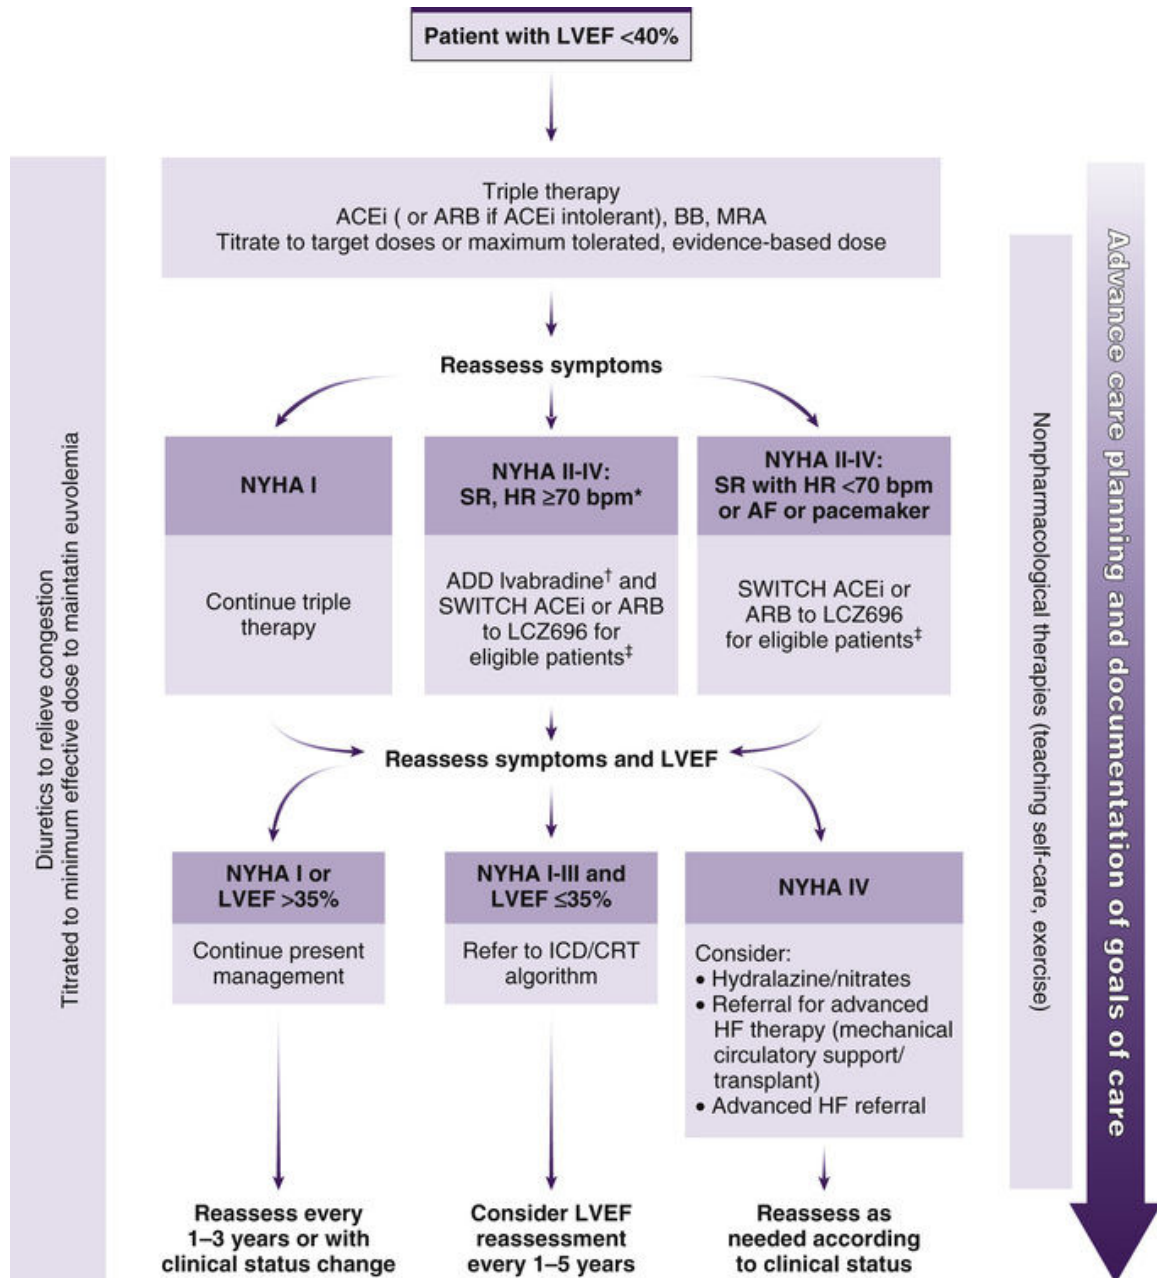 Patient with LVEF <40%
Triple therapy
ACEi ( or ARB if ACEi intolerant), BB, MRA
Titrate to target doses or maximum tolerated, evidence-based dose
Reassess symptoms
NYHA I
Continue triple
therapy
NYHA II-IV:
SR, HR ≥70 bpm*
ADD Ivabradine† and
SWITCH ACEi or ARB
to LCZ696 for
eligible patients‡
NYHA II-IV:
SR with HR <70 bpm
or AF or pacemaker
SWITCH ACEi or
ARB to LCZ696
for eligible patients‡
Reassess symptoms and LVEF
NYHA I or
LVEF >35%
Continue present
management
NYHA I-III and
LVEF ≤35%
Refer to ICD/CRT
algorithm
NYHA IV
Consider:
• Hydralazine/nitrates
• Referral for advanced
HF therapy (mechanical
circulatory support/
transplant)
• Advanced HF referral
Reassess every
1–3 years or with
clinical status change
Consider LVEF
reassessment
every 1–5 years
Reassess as
needed according
to clinical status
Diuretics to relieve congestion
Titrated to minimum effective dose to maintatin euvolemia
Nonpharmacological therapies (teaching self-care, exercise)
Advance care planning and documentation of goals of care